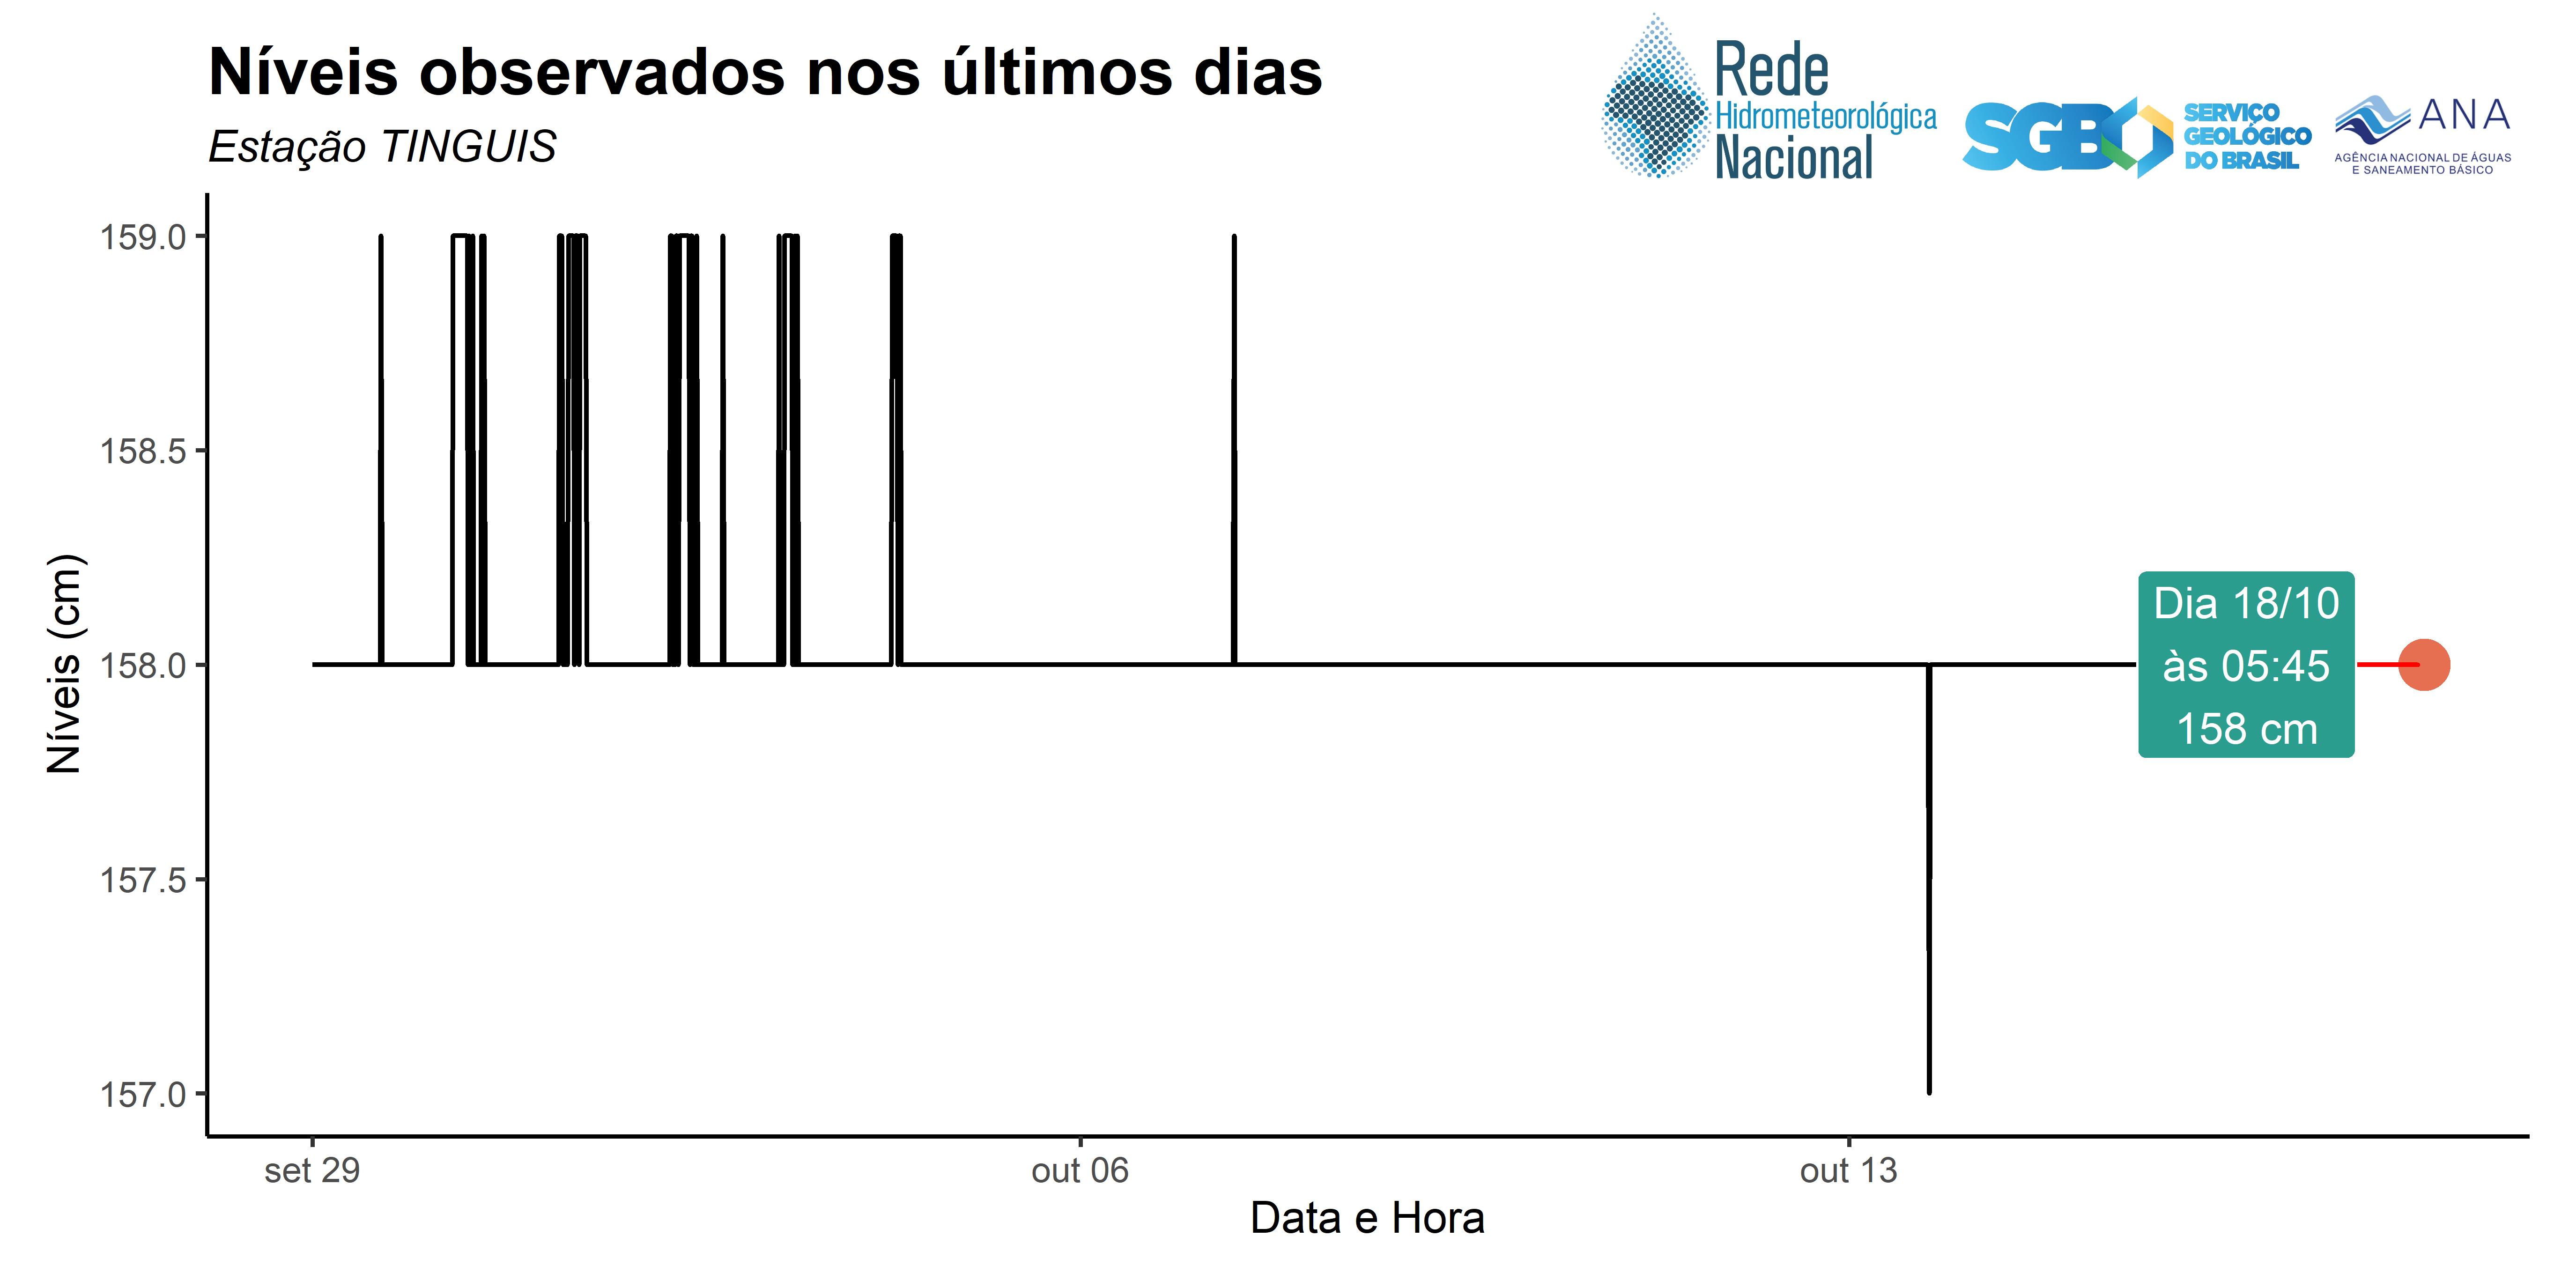 Níveis observados nos últimos dias
Estação TINGUIS
Rede
Hidrometeorológica
Nacional
SGB
SERVIÇO
GEOLÓGICO
DO BRASIL
ANA
AGÊNCIA NACIONAL DE ÁGUAS
E SANEAMENTO BÁSICO
Níveis (cm)
159.0
158.5
158.0
157.5
157.0
Dia 18/10
às 05:45
158 cm
set 29
out 06
out 13
Data e Hora